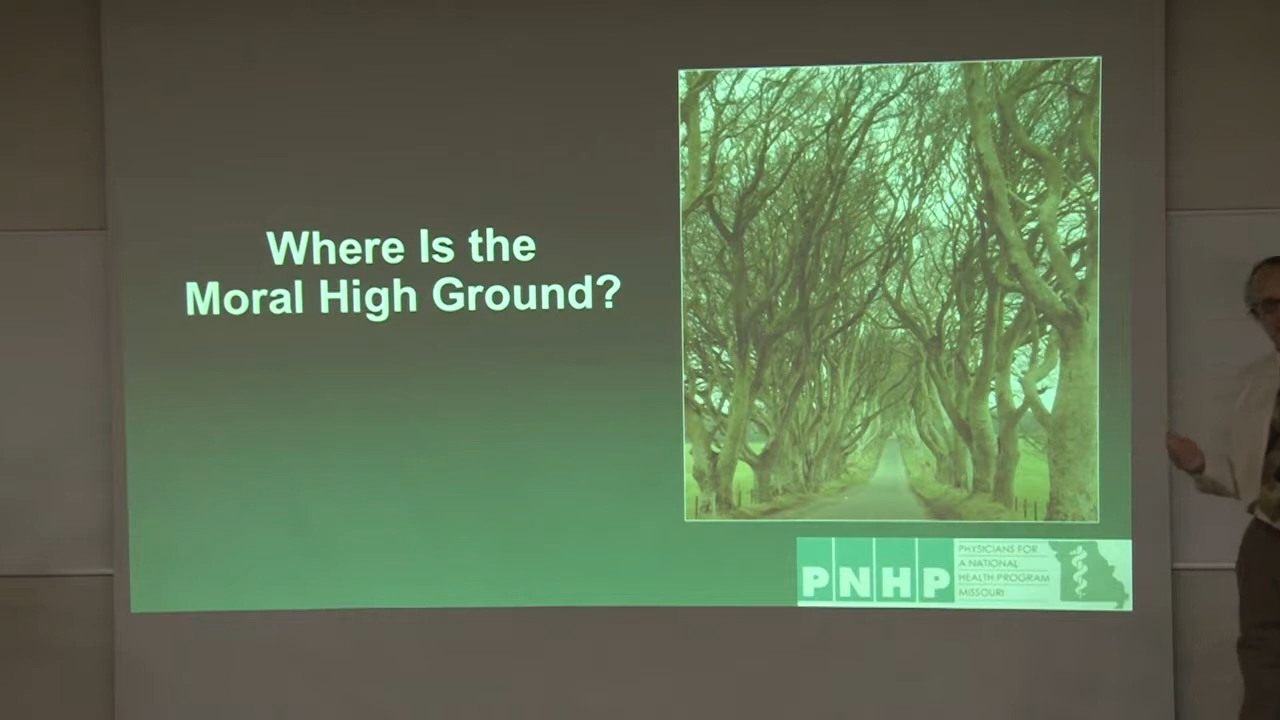 Where Is the
Moral High Ground?
PNHP
PHYSICIANS FOR
A NATIONAL
HEALTH PROGRAM
MISSOURI